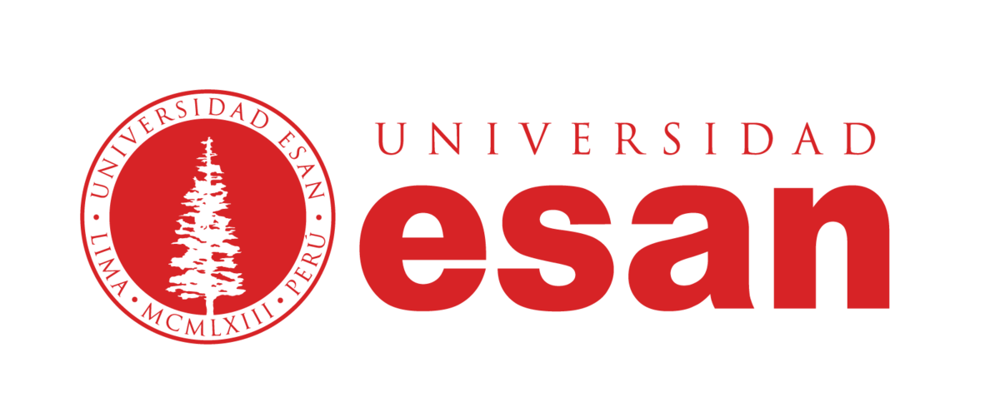 · UNIVERSIDAD ESAN ·
LIMA · MCMLXIII · PERÚ
UNIVERSIDAD
esan